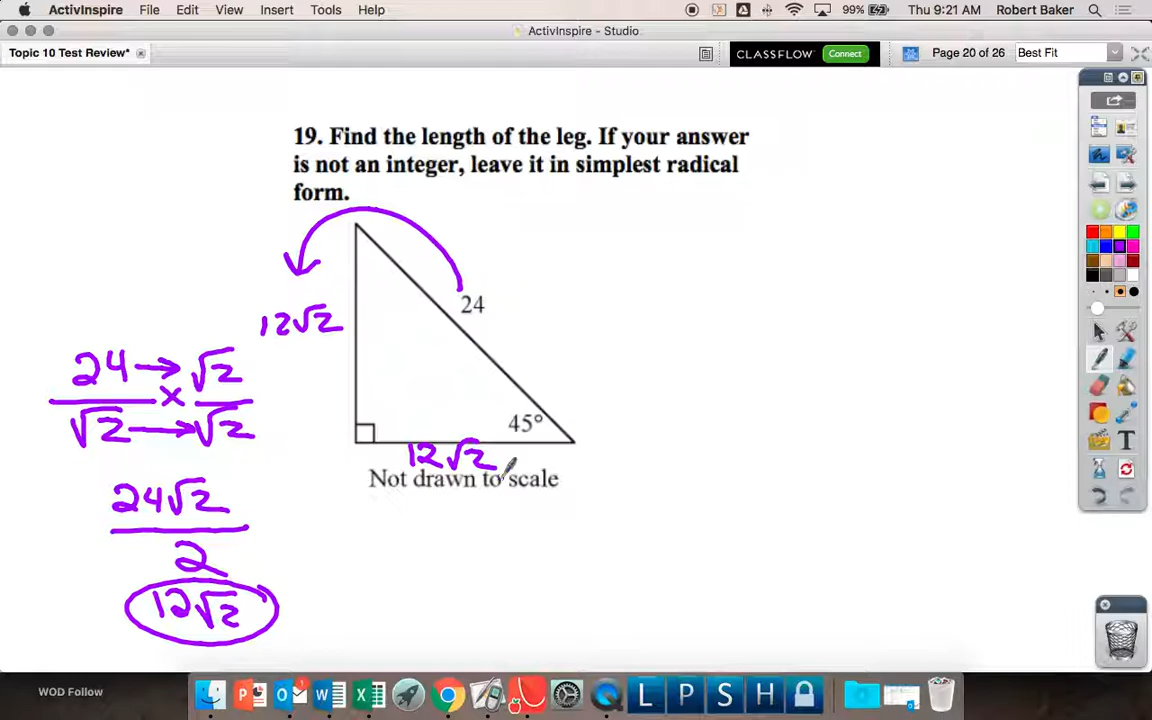 ActivInspire File Edit View Insert Tools Help 99% Thu 9:21 AM Robert Baker
ActivInspire - Studio
Topic 10 Test Review* CLASSFLOW Connect Page 20 of 26 Best Fit
19. Find the length of the leg. If your answer
is not an integer, leave it in simplest radical
form.
24
12√2
24 → √2
×
√2 → √2
45°
12√2
Not drawn to scale
24√2
2
12√2
T
L P S H
WOD Follow